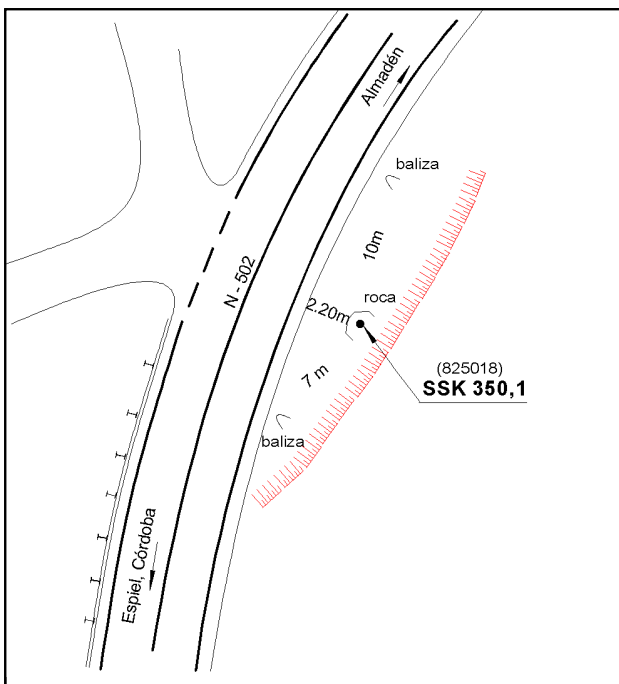 Almadén
baliza
10m
N - 502
roca
2.20m
(825018)
SSK 350,1
7 m
baliza
Espiel, Córdoba